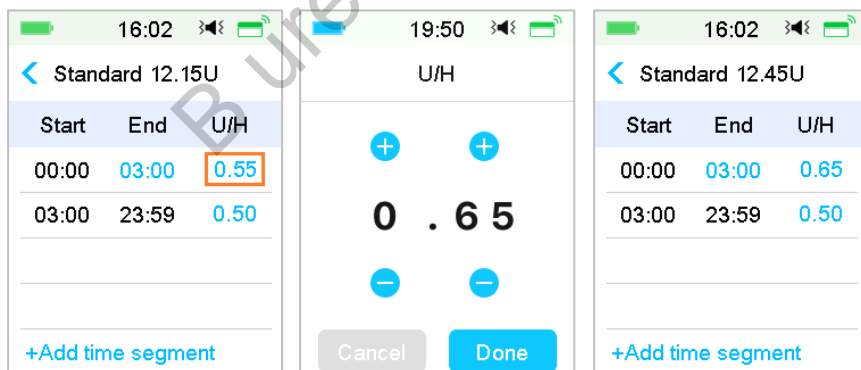 16:02
Standard 12.15U
Start End U/H
00:00 03:00 0.55
03:00 23:59 0.50
+Add time segment
19:50
U/H
0 . 6 5
Cancel Done
16:02
Standard 12.45U
Start End U/H
00:00 03:00 0.65
03:00 23:59 0.50
+Add time segment